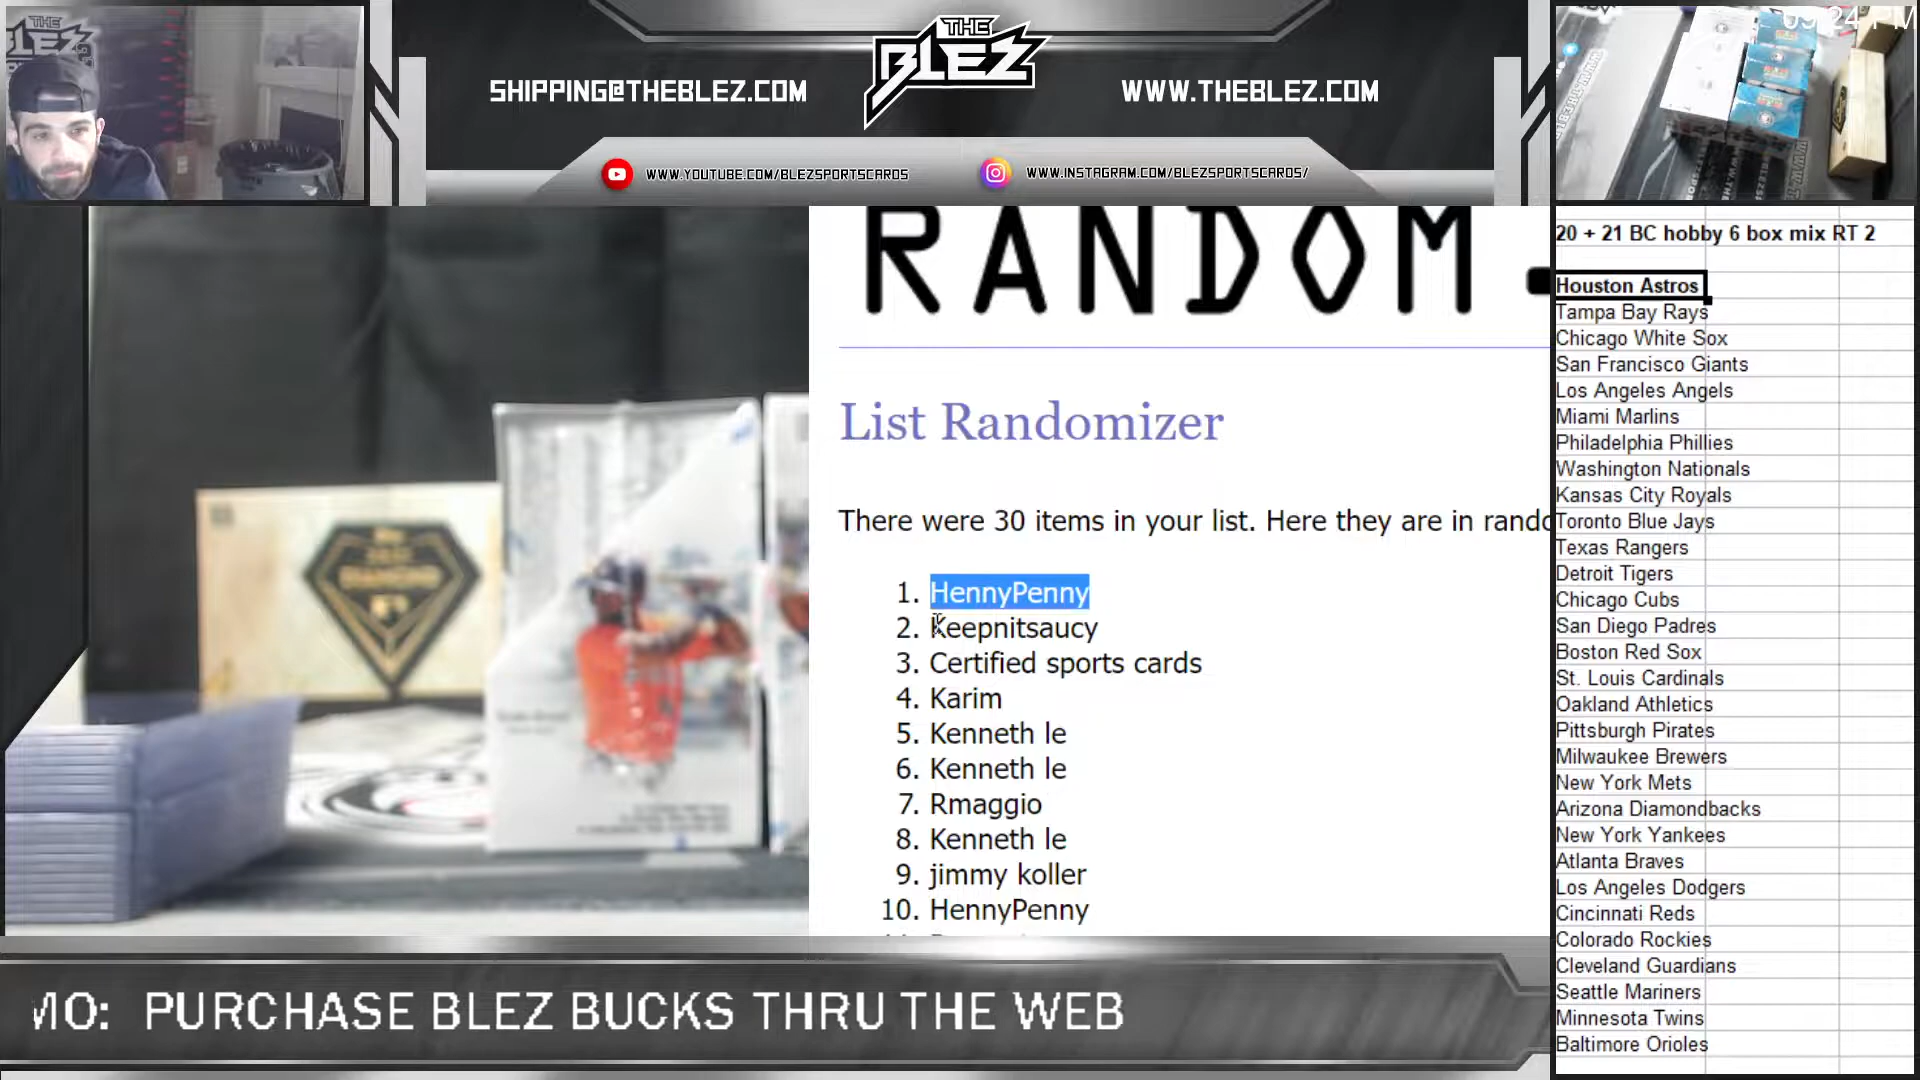 THE
BLEZ
SHIPPING@THEBLEZ.COM
WWW.THEBLEZ.COM
WWW.YOUTUBE.COM/BLEZSPORTSCARDS
WWW.INSTAGRAM.COM/BLEZSPORTSCARDS/
09:24 PM
RANDOM
List Randomizer
There were 30 items in your list. Here they are in rando
1. HennyPenny
2. Keepnitsaucy
3. Certified sports cards
4. Karim
5. Kenneth le
6. Kenneth le
7. Rmaggio
8. Kenneth le
9. jimmy koller
10. HennyPenny
20 + 21 BC hobby 6 box mix RT 2
Houston Astros
Tampa Bay Rays
Chicago White Sox
San Francisco Giants
Los Angeles Angels
Miami Marlins
Philadelphia Phillies
Washington Nationals
Kansas City Royals
Toronto Blue Jays
Texas Rangers
Detroit Tigers
Chicago Cubs
San Diego Padres
Boston Red Sox
St. Louis Cardinals
Oakland Athletics
Pittsburgh Pirates
Milwaukee Brewers
New York Mets
Arizona Diamondbacks
New York Yankees
Atlanta Braves
Los Angeles Dodgers
Cincinnati Reds
Colorado Rockies
Cleveland Guardians
Seattle Mariners
Minnesota Twins
Baltimore Orioles
MO: PURCHASE BLEZ BUCKS THRU THE WEB